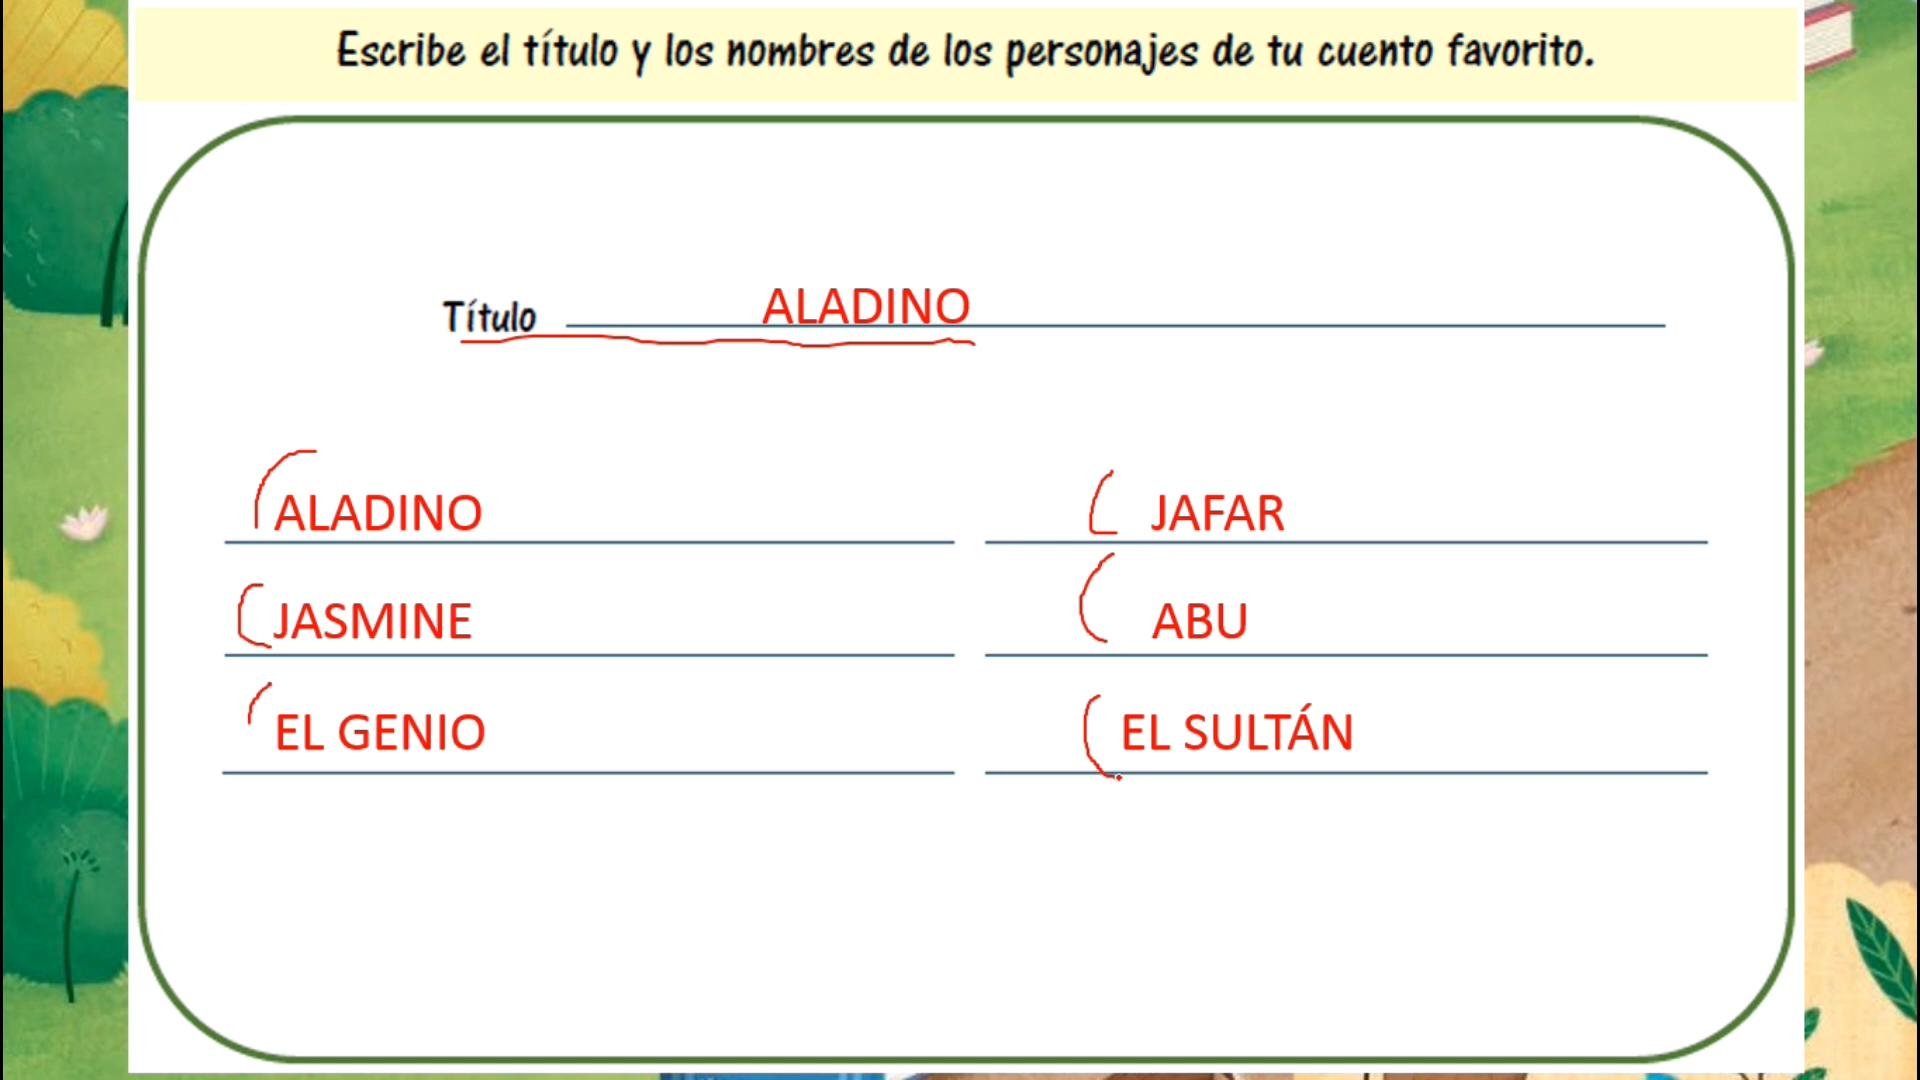 Escribe el título y los nombres de los personajes de tu cuento favorito.
Título ALADINO
ALADINO JAFAR
JASMINE ABU
EL GENIO EL SULTÁN